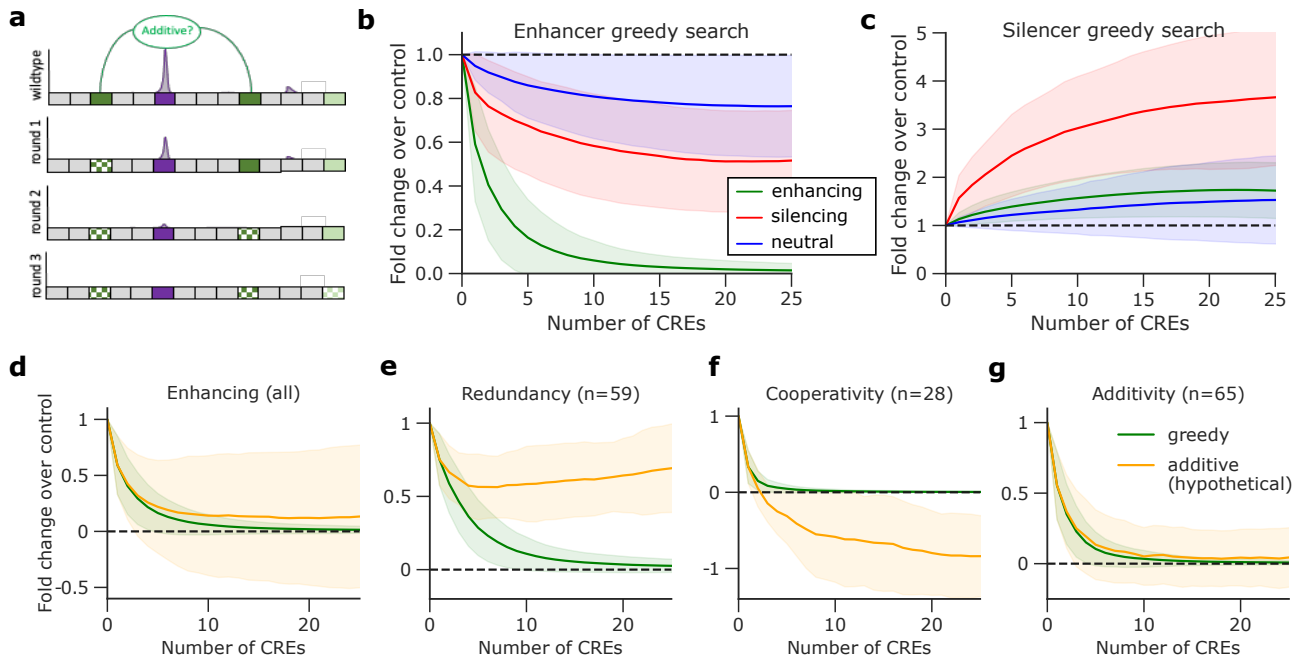 a
Additive?
wildtype
round 1
round 2
round 3
b
Enhancer greedy search
Fold change over control
1.0
0.8
0.6
0.4
0.2
0.0
0 5 10 15 20 25
Number of CREs
enhancing
silencing
neutral
c
Silencer greedy search
Fold change over control
5
4
3
2
1
0
0 5 10 15 20 25
Number of CREs
d
Enhancing (all)
Fold change over control
1
0.5
0
-0.5
0 10 20
Number of CREs
e
Redundancy (n=59)
1
0.5
0
0 10 20
Number of CREs
f
Cooperativity (n=28)
1
0
-1
0 10 20
Number of CREs
g
Additivity (n=65)
1
0.5
0
0 10 20
Number of CREs
greedy
additive
(hypothetical)